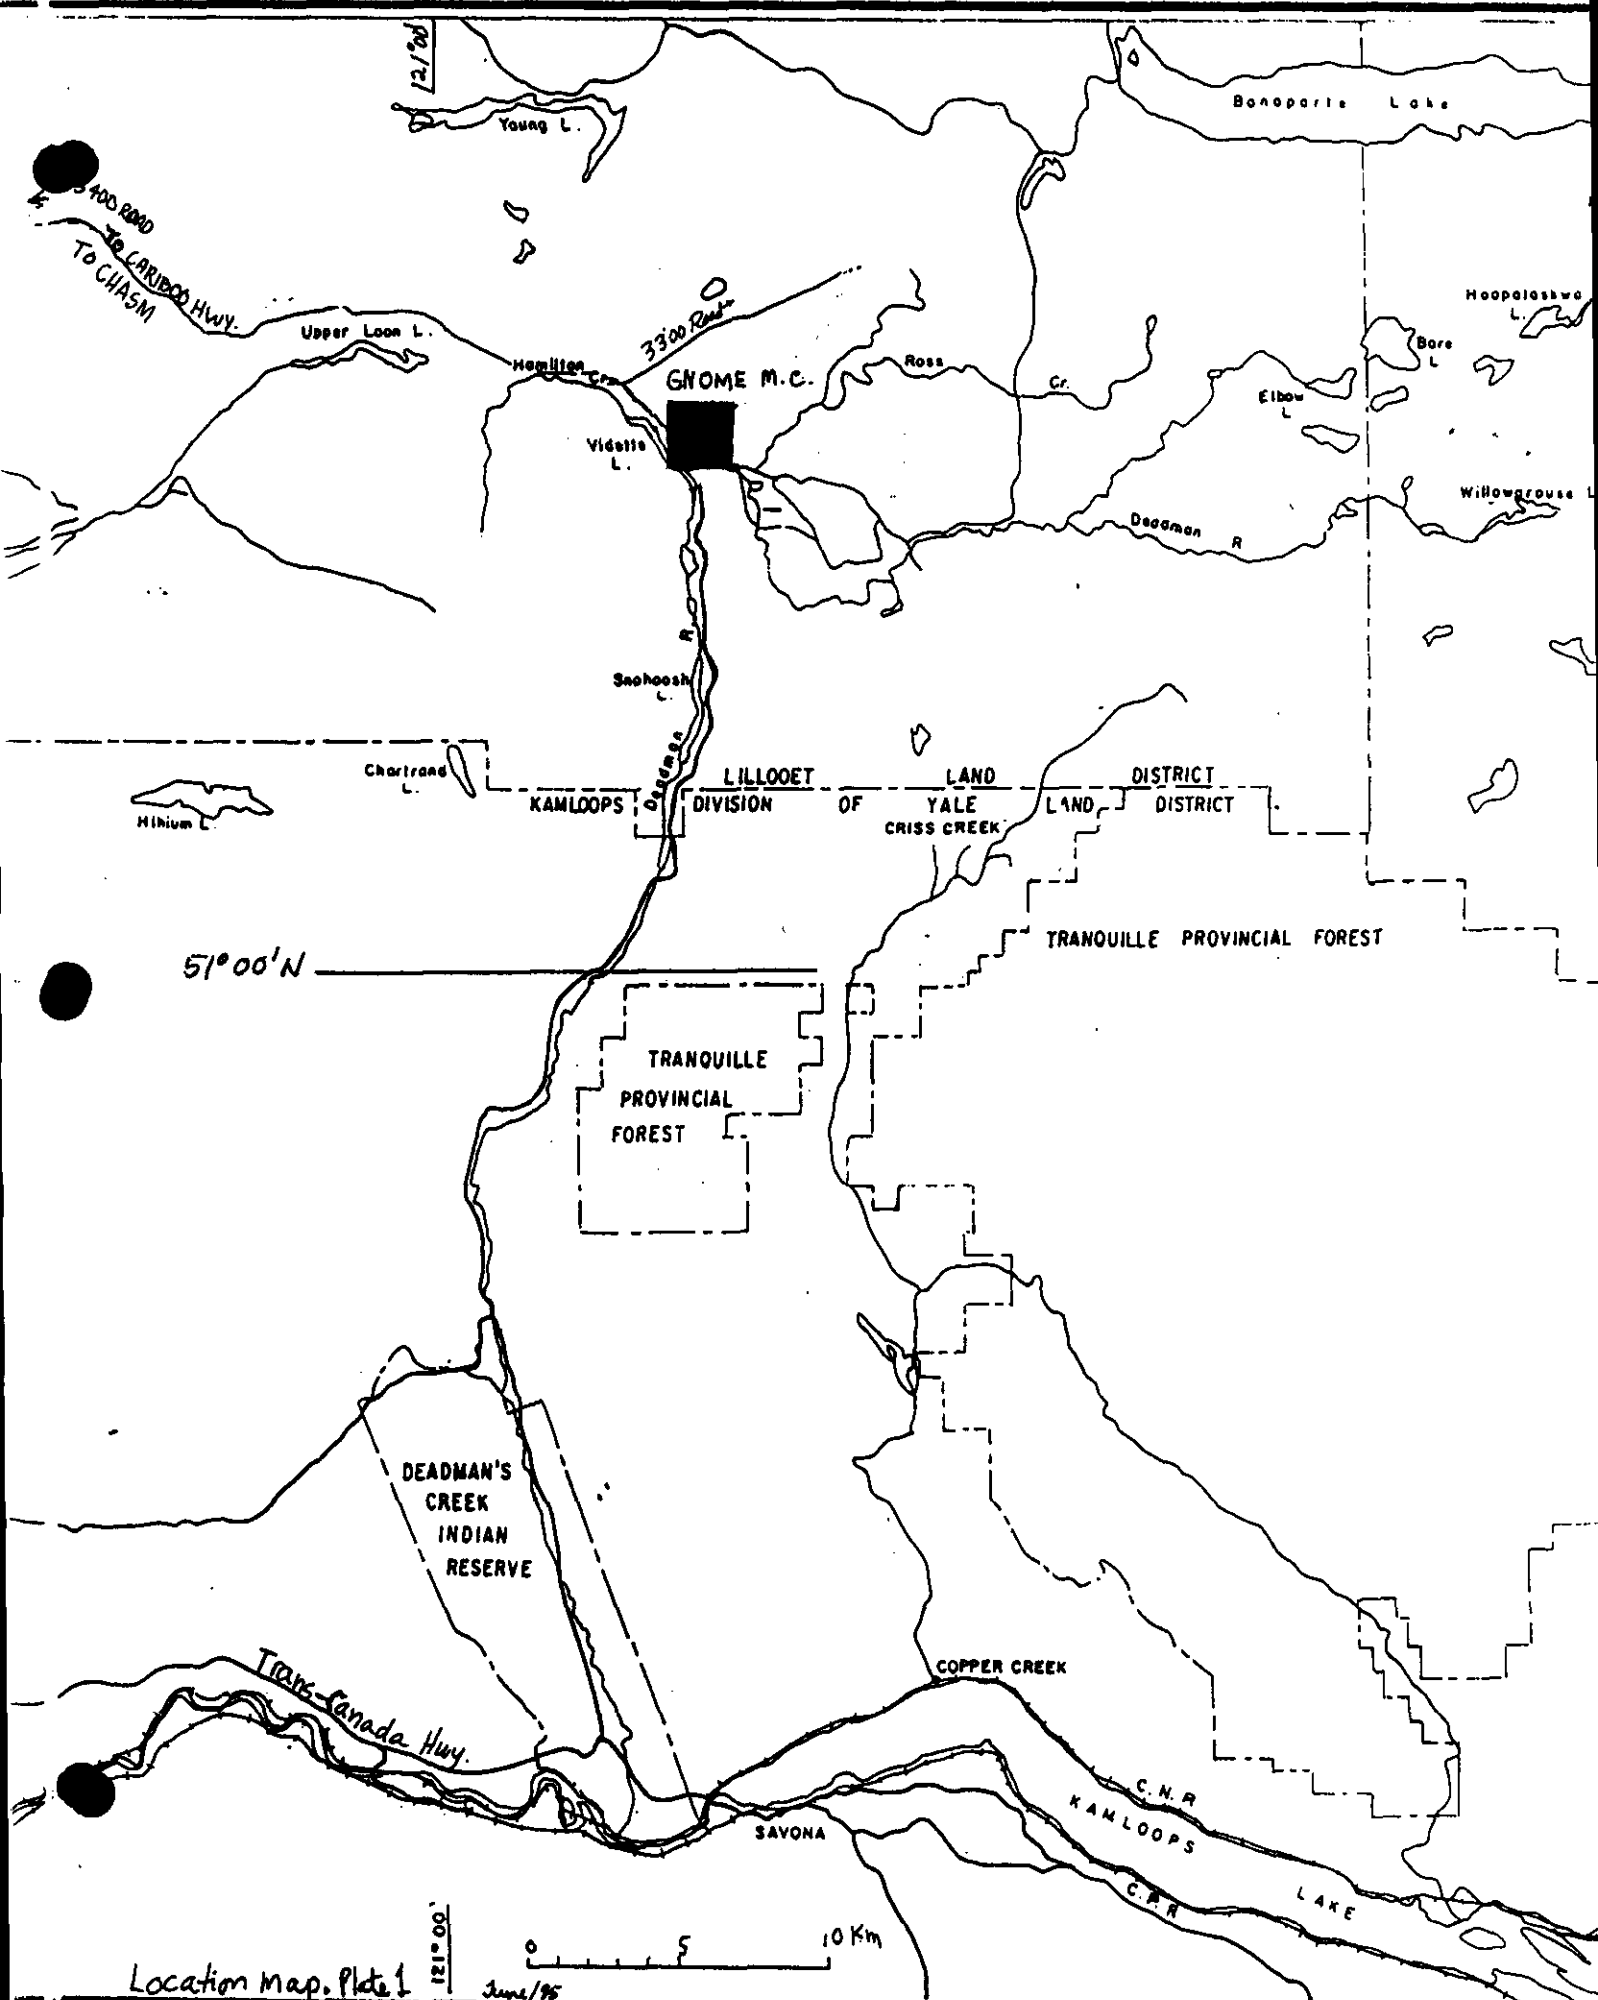 121°00'
Bonaparte Lake
Young L.
3400 ROAD
TO CARIBOO HWY.
TO CHASM
Upper Loon L.
3300 Road
Hoopatatkwa
L.
Bare
L
Hamilton
Cr.
GNOME M.C.
Ross
Cr.
Elbow
L
Vidette
L.
Willowgrouse L
Deadman
R
R
Snohoosh
L.
Deadman
Chartrand
L.
Hihium L.
LILLOOET LAND DISTRICT
KAMLOOPS DIVISION OF YALE LAND DISTRICT
CRISS CREEK
TRANQUILLE PROVINCIAL FOREST
51°00'N
TRANQUILLE
PROVINCIAL
FOREST
DEADMAN'S
CREEK
INDIAN
RESERVE
Trans-Canada Hwy.
COPPER CREEK
C.N.R
KAMLOOPS
SAVONA
C.P.R
LAKE
121°00'
0 5 10 Km
Location Map. Plate 1
June/95